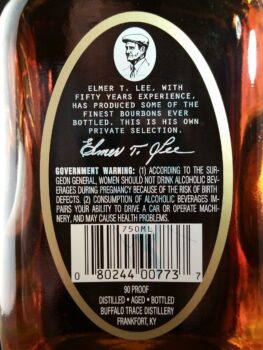 ELMER T. LEE, WITH
FIFTY YEARS EXPERIENCE,
HAS PRODUCED SOME OF THE
FINEST BOURBONS EVER
BOTTLED. THIS IS HIS OWN
PRIVATE SELECTION.
Elmer T. Lee
GOVERNMENT WARNING: (1) ACCORDING TO THE SUR-
GEON GENERAL, WOMEN SHOULD NOT DRINK ALCOHOLIC BEV-
ERAGES DURING PREGNANCY BECAUSE OF THE RISK OF BIRTH
DEFECTS. (2) CONSUMPTION OF ALCOHOLIC BEVERAGES IM-
PAIRS YOUR ABILITY TO DRIVE A CAR OR OPERATE MACHI-
NERY, AND MAY CAUSE HEALTH PROBLEMS.
750ML
0 80244 00773 7
90 PROOF
DISTILLED • AGED • BOTTLED
BUFFALO TRACE DISTILLERY
FRANKFORT, KY